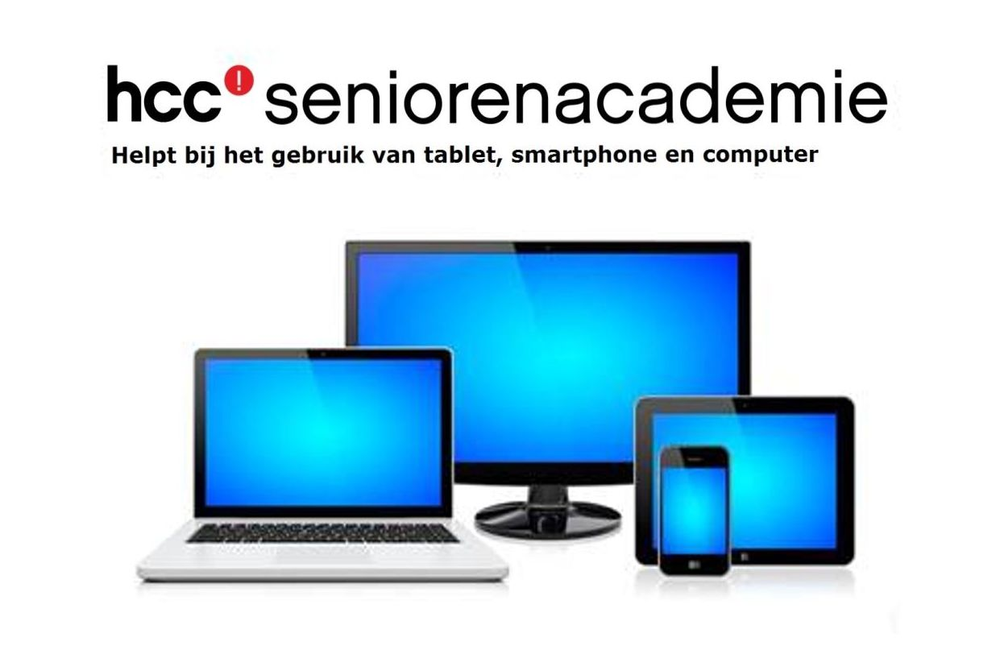 hcc! seniorenacademie
Helpt bij het gebruik van tablet, smartphone en computer